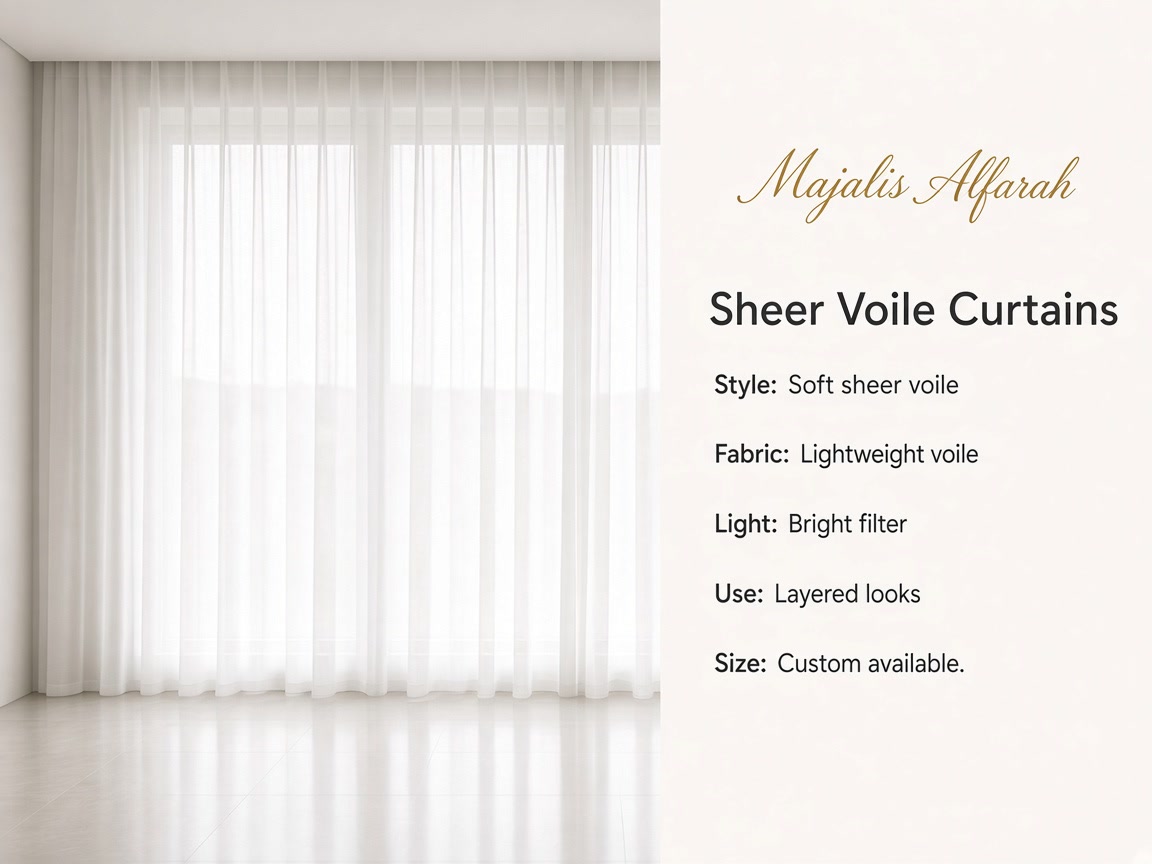 Majalis Alfarah
Sheer Voile Curtains
Style: Soft sheer voile
Fabric: Lightweight voile
Light: Bright filter
Use: Layered looks
Size: Custom available.